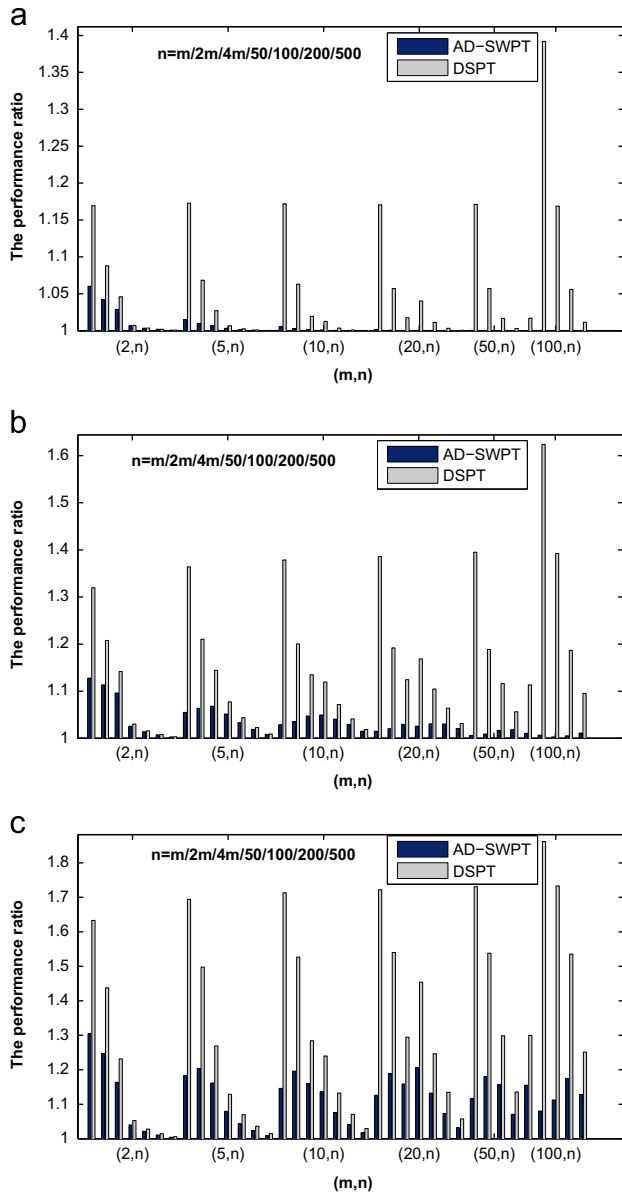 a
n=m/2m/4m/50/100/200/500
AD−SWPT
DSPT
The performance ratio
1.4
1.35
1.3
1.25
1.2
1.15
1.1
1.05
1
(2,n) (5,n) (10,n) (20,n) (50,n) (100,n)
(m,n)
b
n=m/2m/4m/50/100/200/500
AD−SWPT
DSPT
The performance ratio
1.6
1.5
1.4
1.3
1.2
1.1
1
(2,n) (5,n) (10,n) (20,n) (50,n) (100,n)
(m,n)
c
n=m/2m/4m/50/100/200/500
AD−SWPT
DSPT
The performance ratio
1.8
1.7
1.6
1.5
1.4
1.3
1.2
1.1
1
(2,n) (5,n) (10,n) (20,n) (50,n) (100,n)
(m,n)